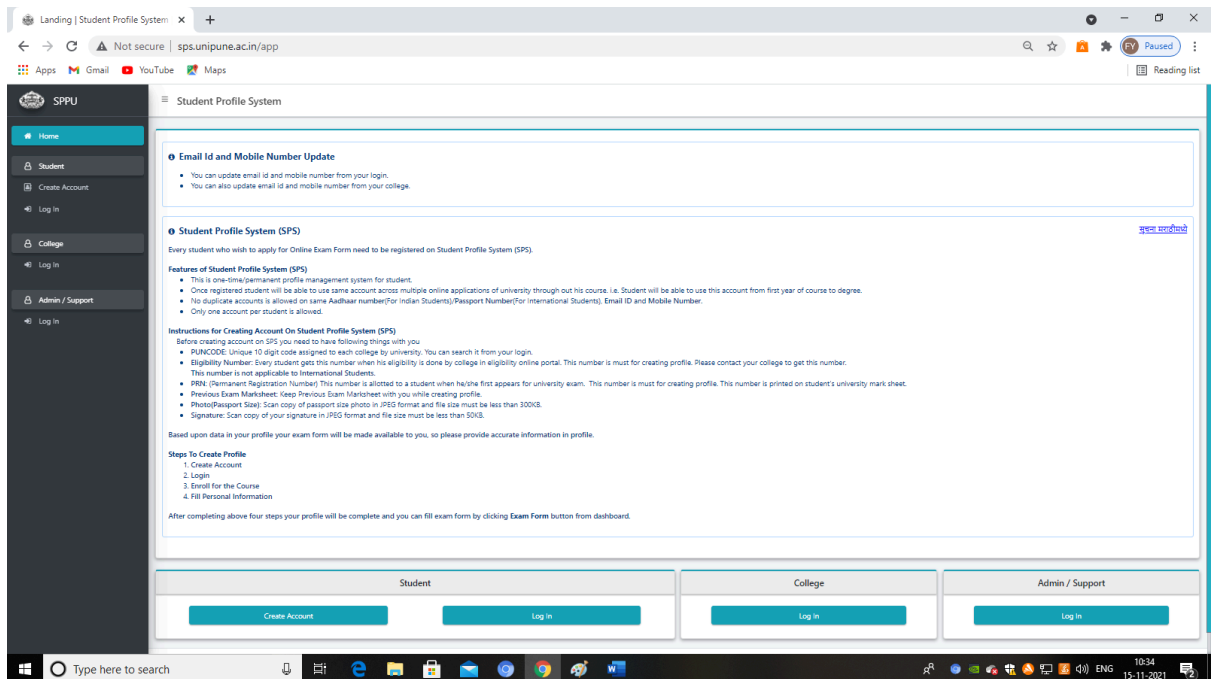 Landing | Student Profile System
Not secure | sps.unipune.ac.in/app
FY Paused
Apps Gmail YouTube Maps Reading list
SPPU
Student Profile System
Home
Student
Create Account
Log In
College
Log In
Admin / Support
Log In
Email Id and Mobile Number Update
You can update email id and mobile number from your login.
You can also update email id and mobile number from your college.
Student Profile System (SPS)
सूचना मराठीमध्ये
Every student who wish to apply for Online Exam Form need to be registered on Student Profile System (SPS).
Features of Student Profile System (SPS)
This is one-time/permanent profile management system for student.
Once registered student will be able to use same account across multiple online applications of university through out his course. i.e. Student will be able to use this account from first year of course to degree.
No duplicate accounts is allowed on same Aadhaar number(For Indian Students)/Passport Number(For International Students). Email ID and Mobile Number.
Only one account per student is allowed.
Instructions for Creating Account On Student Profile System (SPS)
Before creating account on SPS you need to have following things with you
PUNCODE: Unique 10 digit code assigned to each college by university. You can search it from your login.
Eligibility Number: Every student gets this number when his eligibility is done by college in eligibility online portal. This number is must for creating profile. Please contact your college to get this number.
This number is not applicable to International Students.
PRN: (Permanent Registration Number) This number is allotted to a student when he/she first appears for university exam. This number is must for creating profile. This number is printed on student's university mark sheet.
Previous Exam Marksheet: Keep Previous Exam Marksheet with you while creating profile.
Photo(Passport Size): Scan copy of passport size photo in JPEG format and file size must be less than 300KB.
Signature: Scan copy of your signature in JPEG format and file size must be less than 50KB.
Based upon data in your profile your exam form will be made available to you, so please provide accurate information in profile.
Steps To Create Profile
1. Create Account
2. Login
3. Enroll for the Course
4. Fill Personal Information
After completing above four steps your profile will be complete and you can fill exam form by clicking Exam Form button from dashboard.
Student College Admin / Support
Create Account Log In Log In Log In
Type here to search
ENG 10:34
15-11-2021